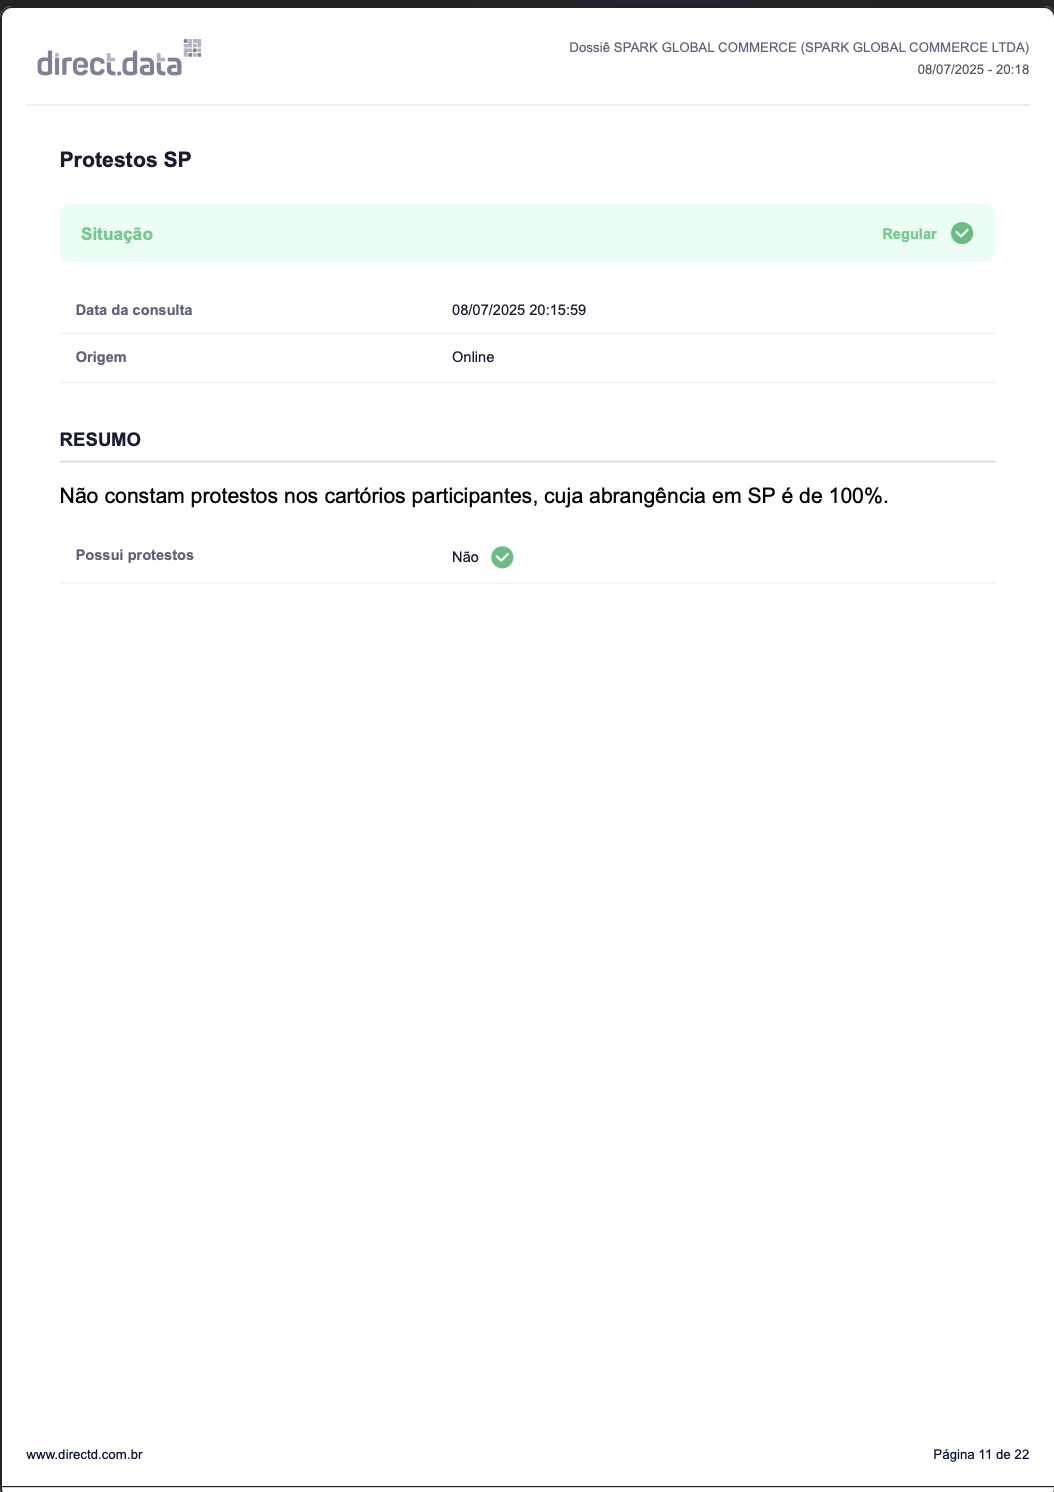 direct.data
Dossiê SPARK GLOBAL COMMERCE (SPARK GLOBAL COMMERCE LTDA)
08/07/2025 - 20:18
Protestos SP
Situação Regular
Data da consulta 08/07/2025 20:15:59
Origem Online
RESUMO
Não constam protestos nos cartórios participantes, cuja abrangência em SP é de 100%.
Possui protestos Não
www.directd.com.br Página 11 de 22